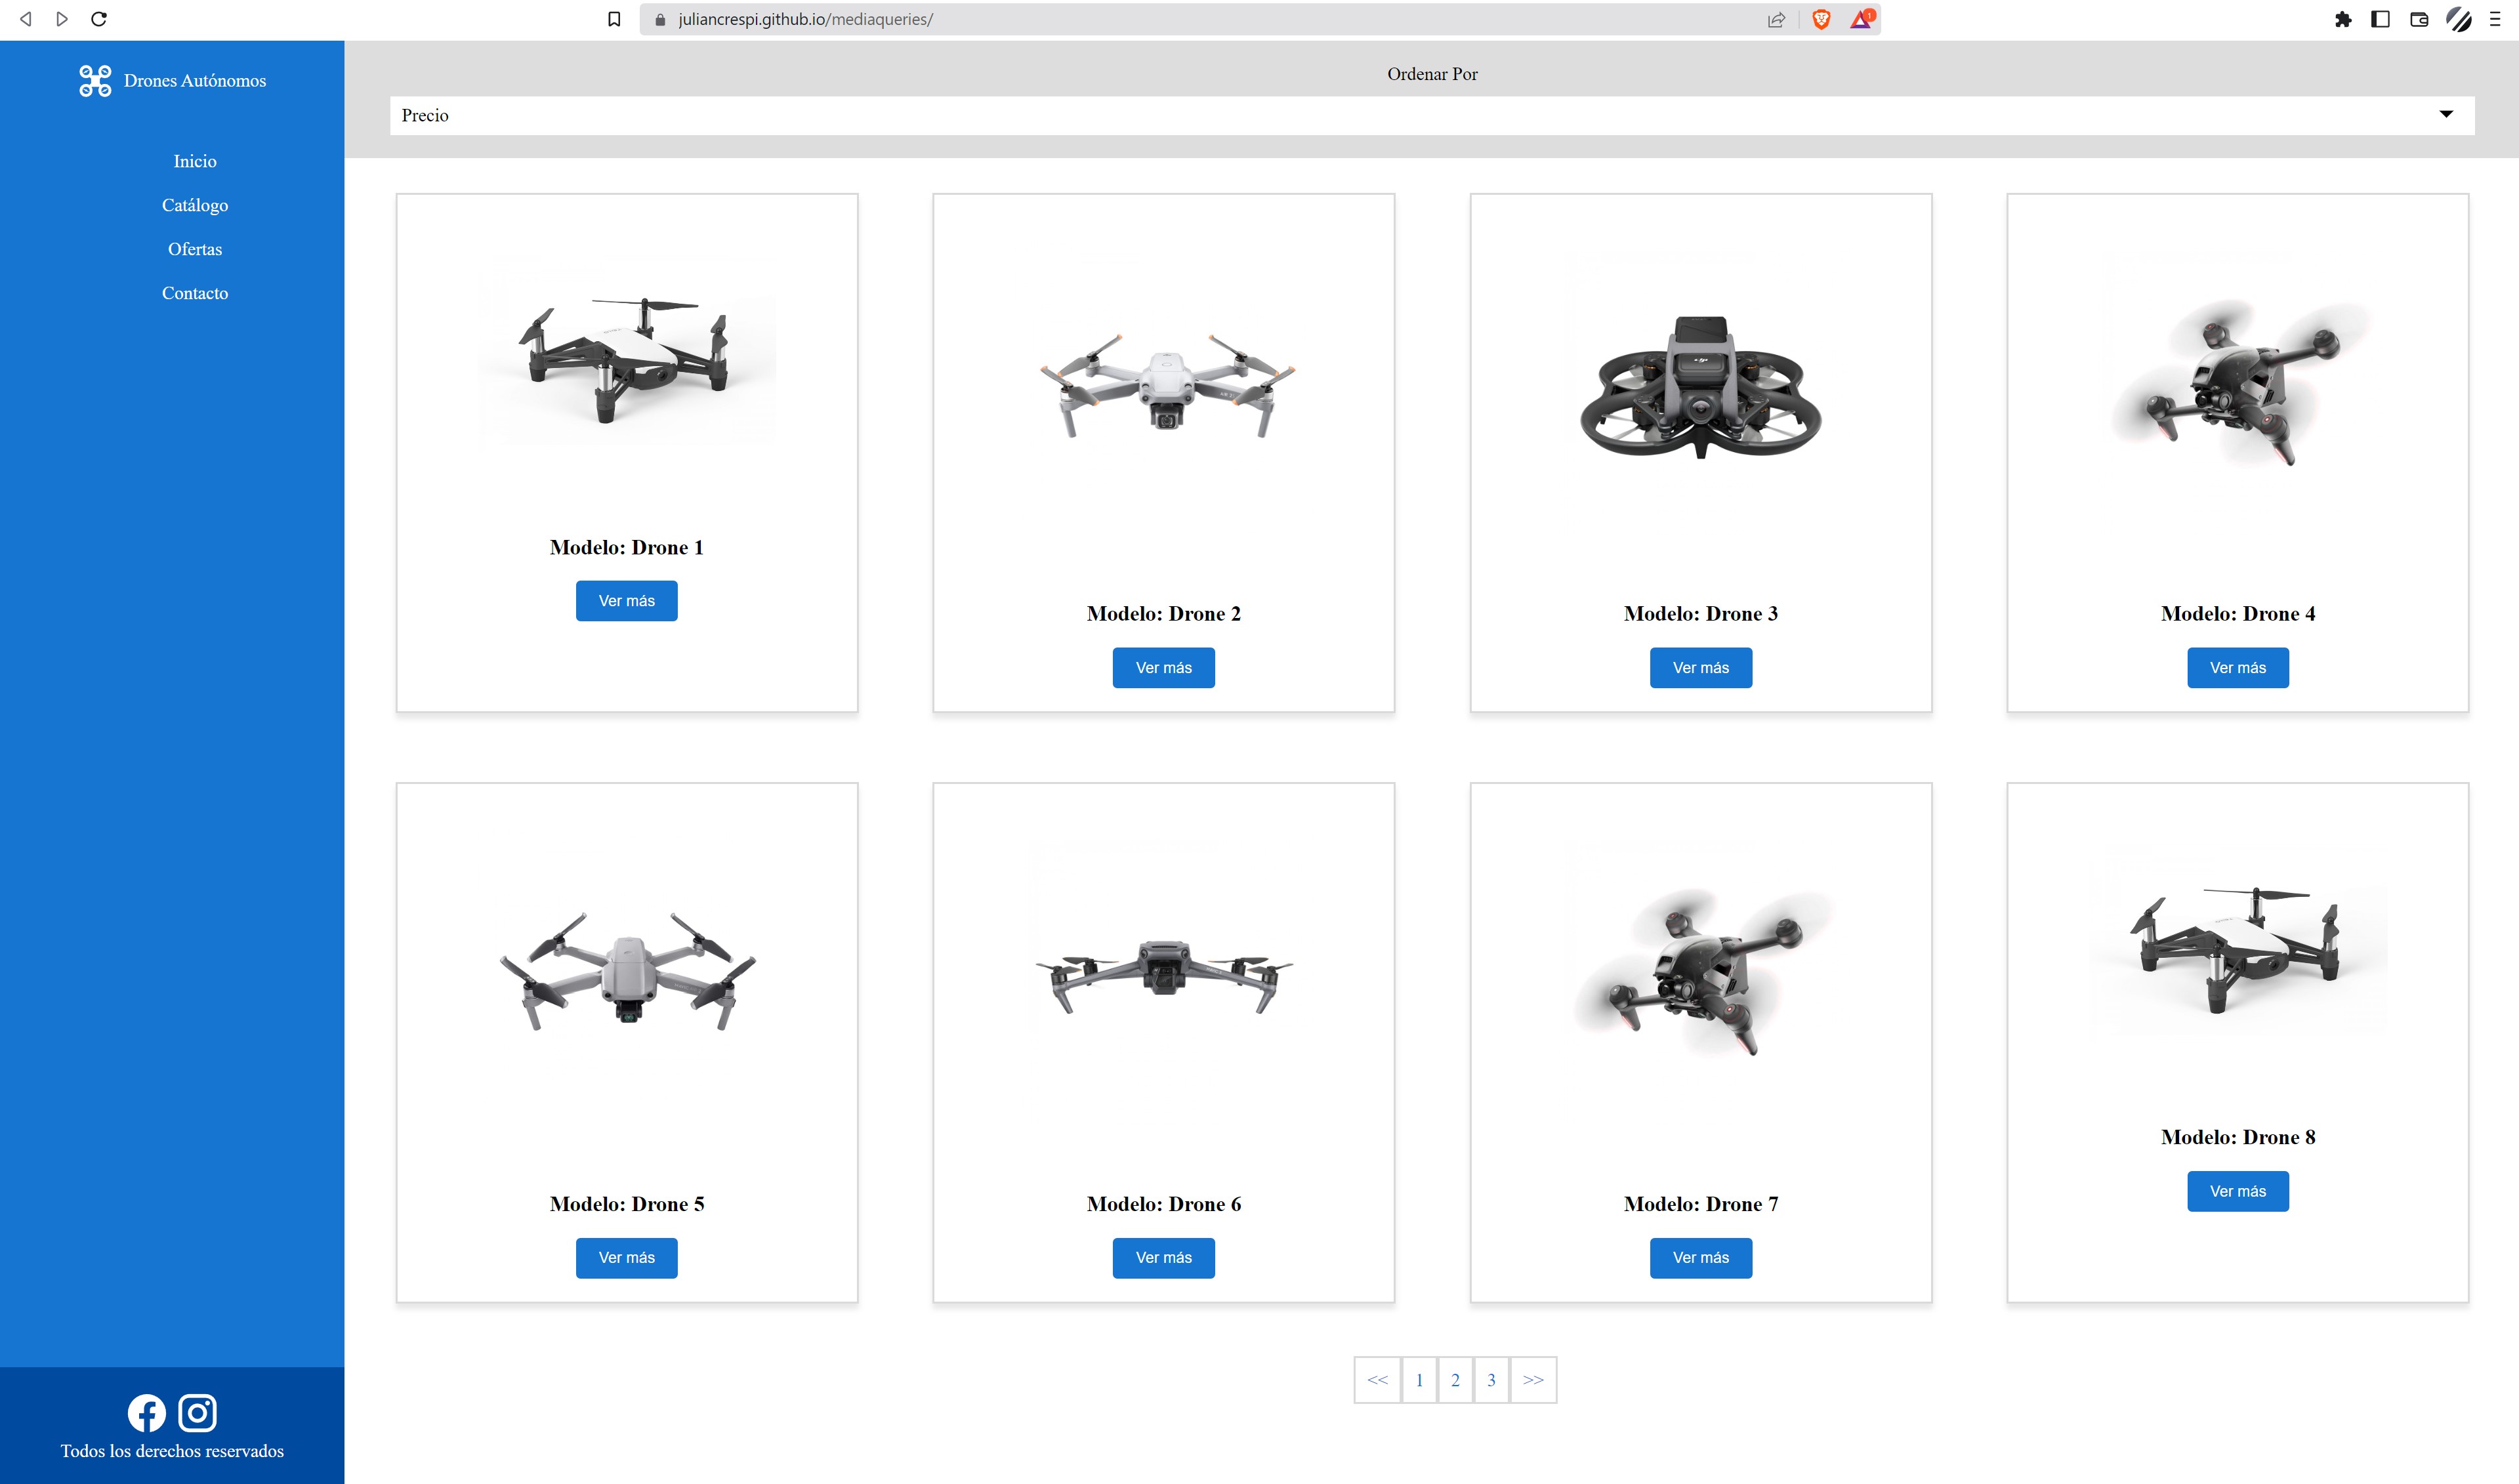 juliancrespi.github.io/mediaqueries/
1
Drones Autónomos
Inicio
Catálogo
Ofertas
Contacto
Ordenar Por
Precio
Modelo: Drone 1
Ver más
Modelo: Drone 2
Ver más
Modelo: Drone 3
Ver más
Modelo: Drone 4
Ver más
Modelo: Drone 5
Ver más
Modelo: Drone 6
Ver más
Modelo: Drone 7
Ver más
Modelo: Drone 8
Ver más
<< 1 2 3 >>
Todos los derechos reservados